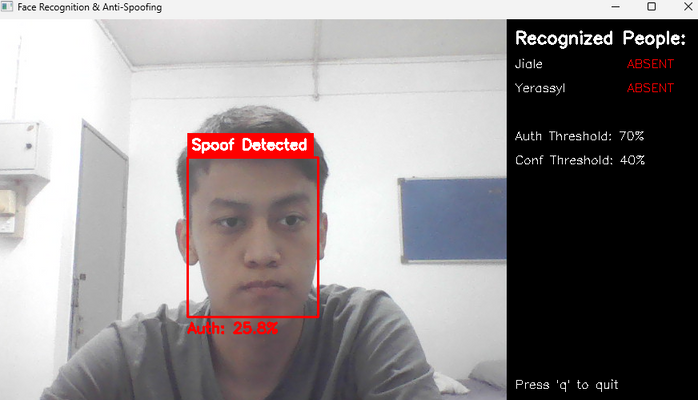 Face Recognition & Anti-Spoofing
Recognized People:
Jiale ABSENT
Yerassyl ABSENT
Spoof Detected
Auth Threshold: 70%
Conf Threshold: 40%
Auth: 25.8%
Press 'q' to quit